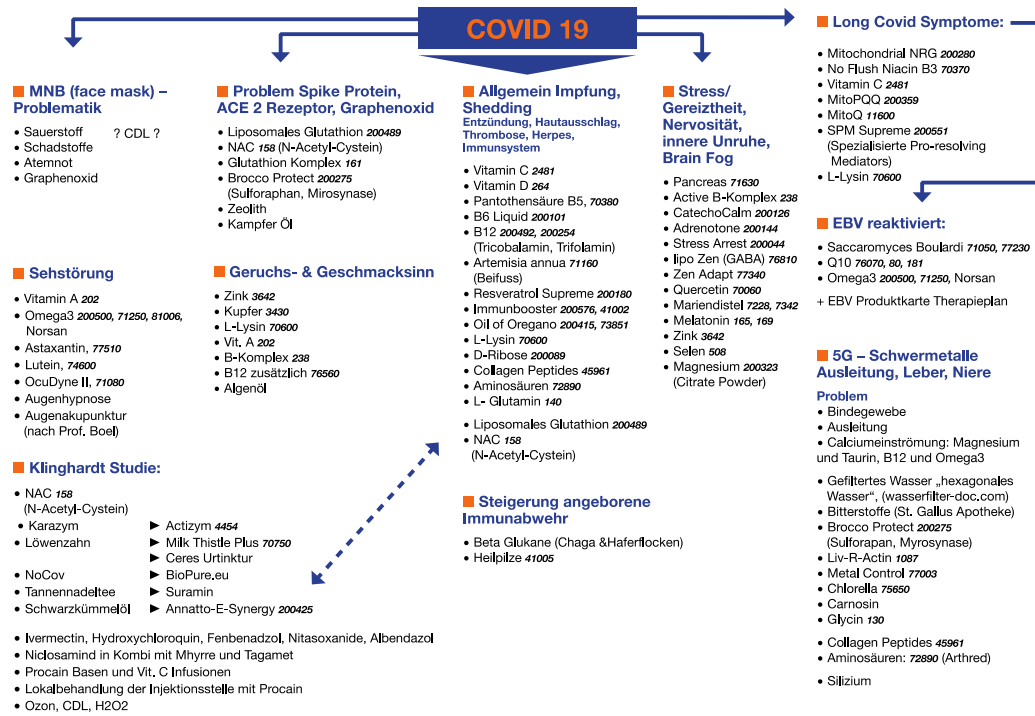 COVID 19
MNB (face mask) –
Problematik
• Sauerstoff ? CDL ?
• Schadstoffe
• Atemnot
• Graphenoxid
Problem Spike Protein,
ACE 2 Rezeptor, Graphenoxid
• Liposomales Glutathion 200489
• NAC 158 (N-Acetyl-Cystein)
• Glutathion Komplex 161
• Brocco Protect 200275
(Sulforaphan, Mirosynase)
• Zeolith
• Kampfer Öl
Allgemein Impfung,
Shedding
Entzündung, Hautausschlag,
Thrombose, Herpes,
Immunsystem
• Vitamin C 2481
• Vitamin D 264
• Pantothensäure B5, 70380
• B6 Liquid 200101
• B12 200492, 200254
(Tricobalamin, Trifolamin)
• Artemisia annua 71160
(Beifuss)
• Resveratrol Supreme 200180
• Immunbooster 200576, 41002
• Oil of Oregano 200415, 73851
• L-Lysin 70600
• D-Ribose 200089
• Collagen Peptides 45961
• Aminosäuren 72890
• L- Glutamin 140
• Liposomales Glutathion 200489
• NAC 158
(N-Acetyl-Cystein)
Stress/
Gereiztheit,
Nervosität,
innere Unruhe,
Brain Fog
• Pancreas 71630
• Active B-Komplex 238
• CatechoCalm 200126
• Adrenotone 200144
• Stress Arrest 200044
• lipo Zen (GABA) 76810
• Zen Adapt 77340
• Quercetin 70060
• Mariendistel 7228, 7342
• Melatonin 165, 169
• Zink 3642
• Selen 508
• Magnesium 200323
(Citrate Powder)
Long Covid Symptome:
• Mitochondrial NRG 200280
• No Flush Niacin B3 70370
• Vitamin C 2481
• MitoPQQ 200359
• MitoQ 11600
• SPM Supreme 200551
(Spezialisierte Pro-resolving
Mediators)
• L-Lysin 70600
EBV reaktiviert:
• Saccaromyces Boulardi 71050, 77230
• Q10 76070, 80, 181
• Omega3 200500, 71250, Norsan
+ EBV Produktkarte Therapieplan
Sehstörung
• Vitamin A 202
• Omega3 200500, 71250, 81006,
Norsan
• Astaxantin, 77510
• Lutein, 74600
• OcuDyne II, 71080
• Augenhypnose
• Augenakupunktur
(nach Prof. Boel)
Geruchs- & Geschmacksinn
• Zink 3642
• Kupfer 3430
• L-Lysin 70600
• Vit. A 202
• B-Komplex 238
• B12 zusätzlich 76560
• Algenöl
Klinghardt Studie:
• NAC 158
(N-Acetyl-Cystein)
• Karazym ► Actizym 4454
• Löwenzahn ► Milk Thistle Plus 70750
► Ceres Urtinktur
• NoCov ► BioPure.eu
• Tannennadeltee ► Suramin
• Schwarzkümmelöl ► Annatto-E-Synergy 200425
• Ivermectin, Hydroxychloroquin, Fenbenadzol, Nitasoxanide, Albendazol
• Niclosamind in Kombi mit Mhyrre und Tagamet
• Procain Basen und Vit. C Infusionen
• Lokalbehandlung der Injektionsstelle mit Procain
• Ozon, CDL, H2O2
Steigerung angeborene
Immunabwehr
• Beta Glukane (Chaga &Haferflocken)
• Heilpilze 41005
5G – Schwermetalle
Ausleitung, Leber, Niere
Problem
• Bindegewebe
• Ausleitung
• Calciumeinströmung: Magnesium
und Taurin, B12 und Omega3
• Gefiltertes Wasser „hexagonales
Wasser“, (wasserfilter-doc.com)
• Bitterstoffe (St. Gallus Apotheke)
• Brocco Protect 200275
(Sulforapan, Myrosynase)
• Liv-R-Actin 1087
• Metal Control 77003
• Chlorella 75650
• Carnosin
• Glycin 130
• Collagen Peptides 45961
• Aminosäuren: 72890 (Arthred)
• Silizium